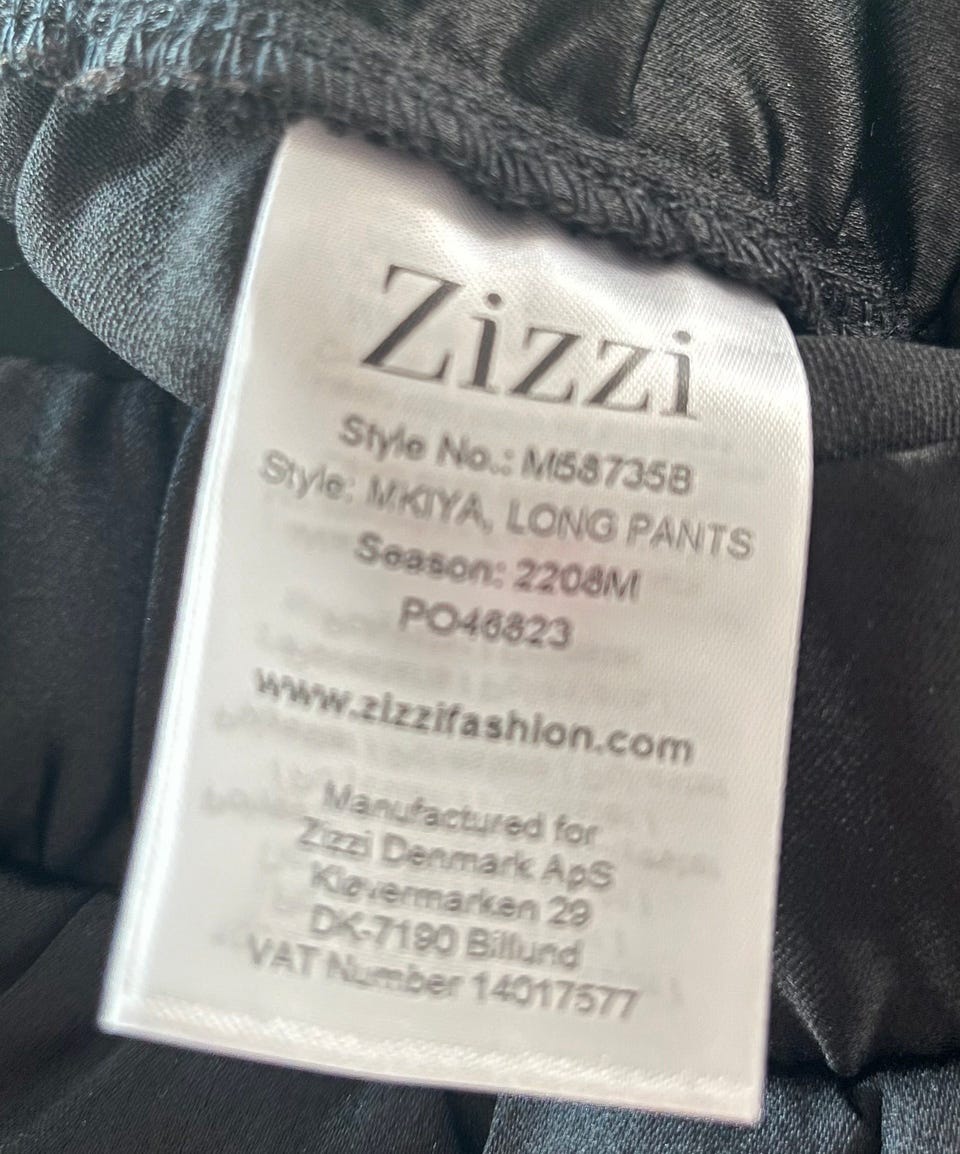 Zizzi
Style No.: M58735B
Style: MKIYA, LONG PANTS
Season: 2208M
PO46823
www.zizzifashion.com
Manufactured for
Zizzi Denmark ApS
Kløvermarken 29
DK-7190 Billund
VAT Number 14017577